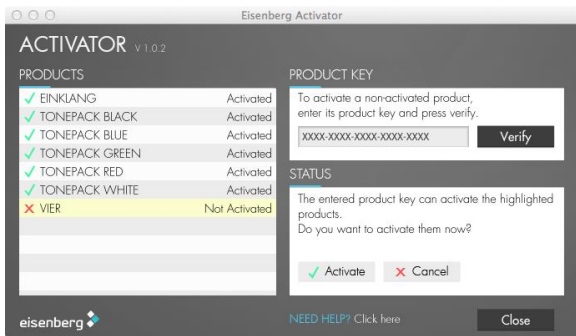 Eisenberg Activator
ACTIVATOR V 1.0.2
PRODUCTS
EINKLANG Activated
TONEPACK BLACK Activated
TONEPACK BLUE Activated
TONEPACK GREEN Activated
TONEPACK RED Activated
TONEPACK WHITE Activated
VIER Not Activated
PRODUCT KEY
To activate a non-activated product,
enter its product key and press verify.
XXXX-XXXX-XXXX-XXXX-XXXX Verify
STATUS
The entered product key can activate the highlighted
products.
Do you want to activate them now?
Activate Cancel
eisenberg
NEED HELP? Click here
Close